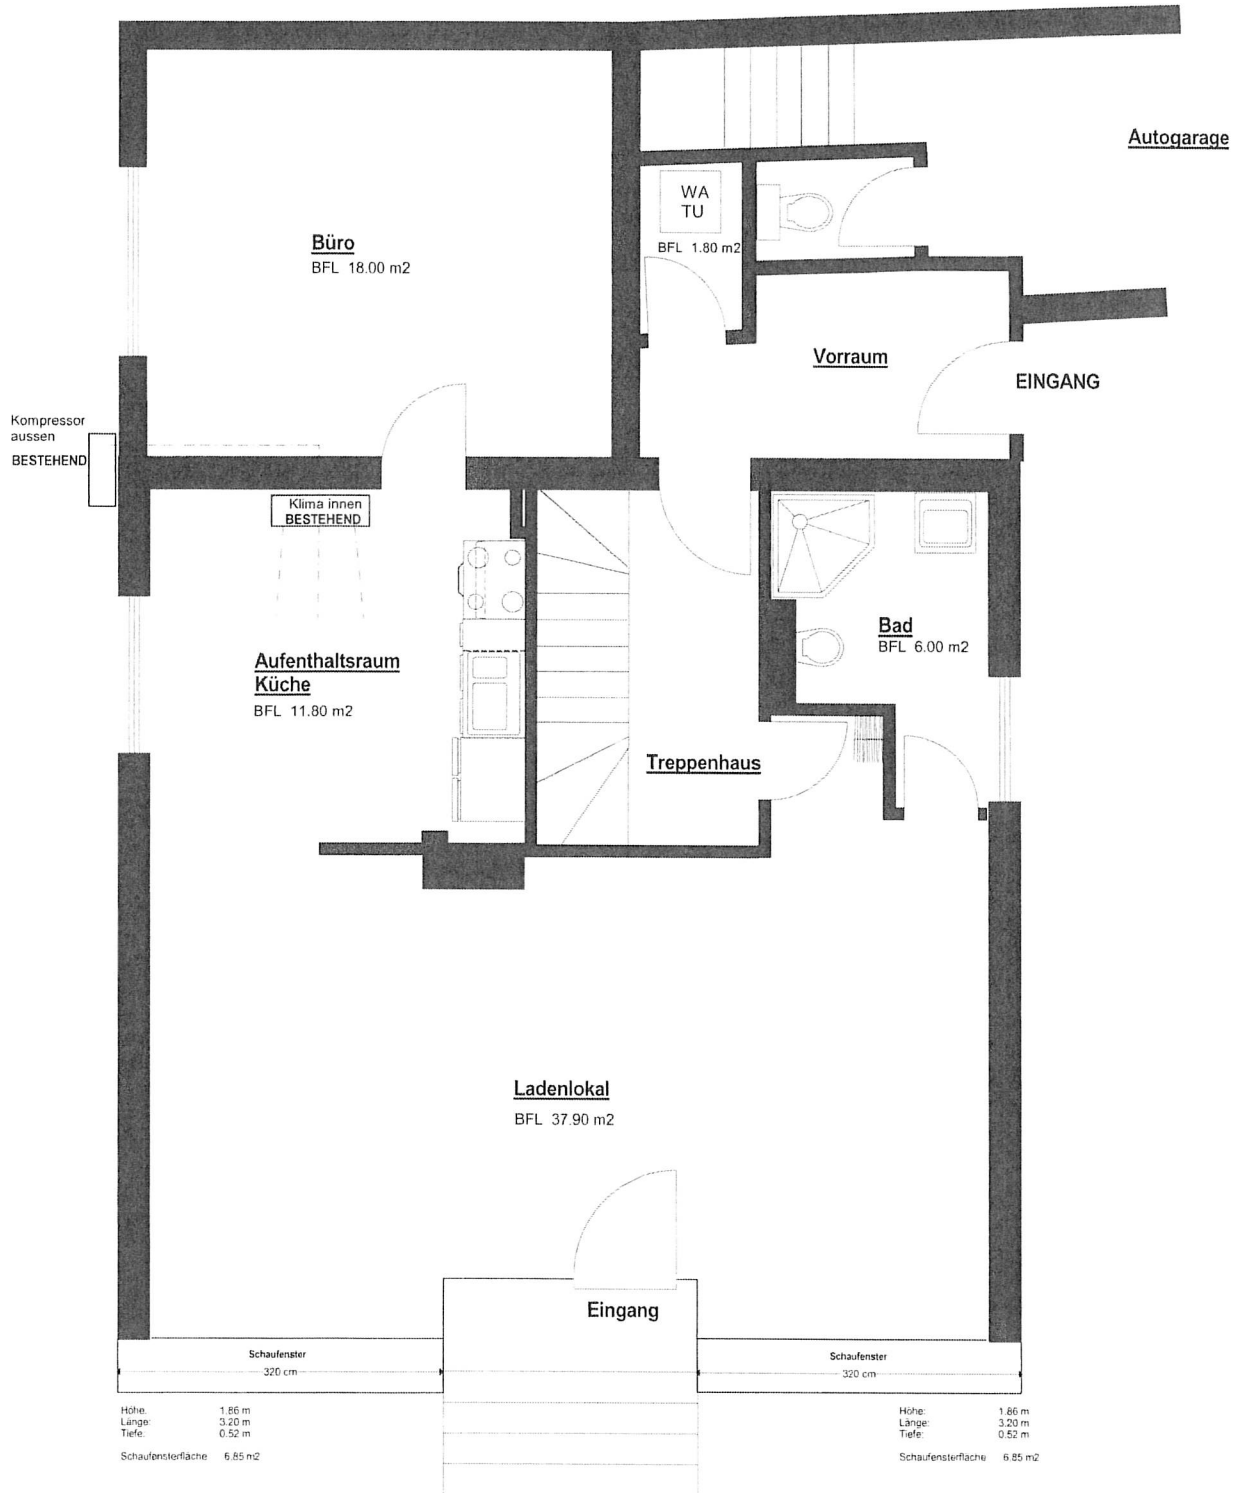 Autogarage
WA
TU
BFL 1.80 m2
Büro
BFL 18.00 m2
Vorraum
EINGANG
Kompressor
aussen
BESTEHEND
Klima innen
BESTEHEND
Bad
BFL 6.00 m2
Aufenthaltsraum
Küche
BFL 11.80 m2
Treppenhaus
Ladenlokal
BFL 37.90 m2
Eingang
Schaufenster
320 cm
Schaufenster
320 cm
Höhe: 1.86 m
Länge: 3.20 m
Tiefe: 0.52 m
Schaufensterfläche 6.85 m2
Höhe: 1.86 m
Länge: 3.20 m
Tiefe: 0.52 m
Schaufensterfläche 6.85 m2